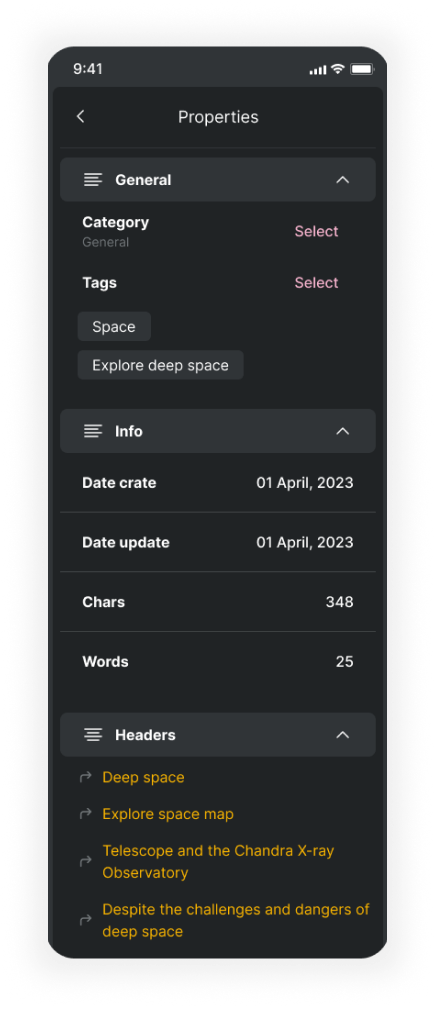 9:41
Properties
General
Category
Select
General
Tags
Select
Space
Explore deep space
Info
Date crate
01 April, 2023
Date update
01 April, 2023
Chars
348
Words
25
Headers
Deep space
Explore space map
Telescope and the Chandra X-ray
Observatory
Despite the challenges and dangers of
deep space